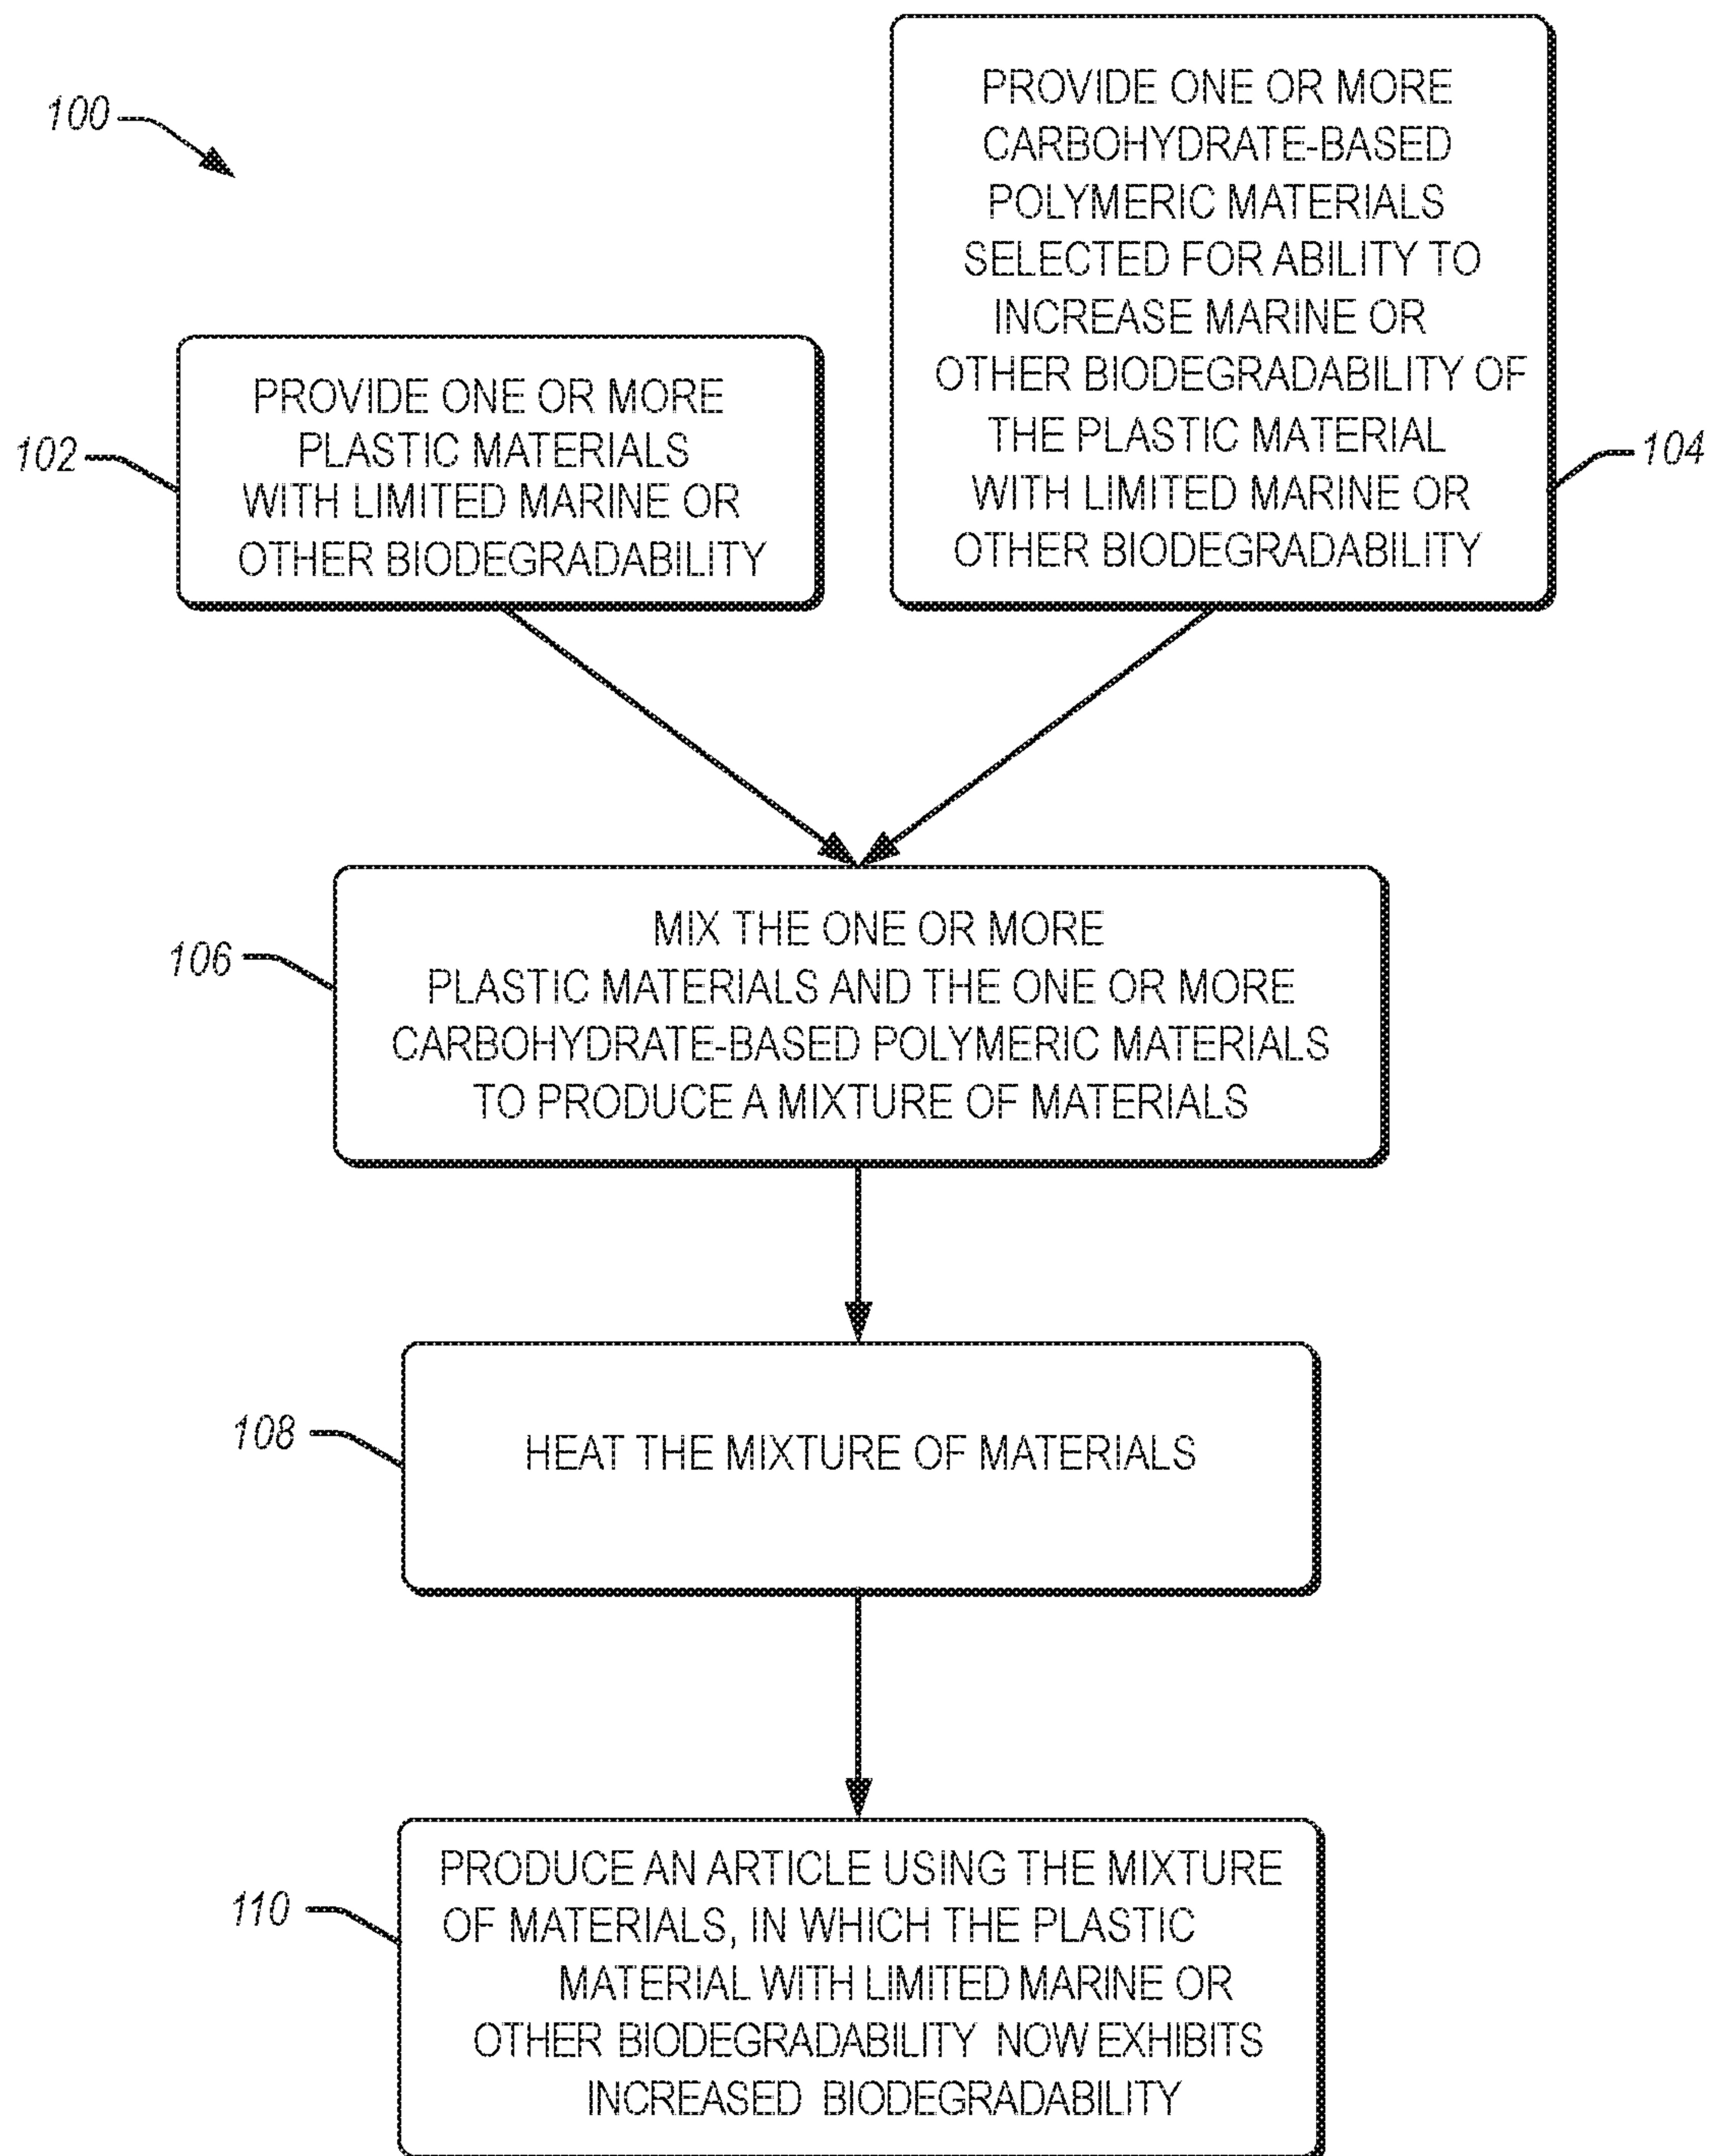 100
PROVIDE ONE OR MORE
CARBOHYDRATE-BASED
POLYMERIC MATERIALS
SELECTED FOR ABILITY TO
INCREASE MARINE OR
OTHER BIODEGRADABILITY OF
THE PLASTIC MATERIAL
WITH LIMITED MARINE OR
OTHER BIODEGRADABILITY
104
PROVIDE ONE OR MORE
PLASTIC MATERIALS
WITH LIMITED MARINE OR
OTHER BIODEGRADABILITY
102
MIX THE ONE OR MORE
PLASTIC MATERIALS AND THE ONE OR MORE
CARBOHYDRATE-BASED POLYMERIC MATERIALS
TO PRODUCE A MIXTURE OF MATERIALS
106
HEAT THE MIXTURE OF MATERIALS
108
PRODUCE AN ARTICLE USING THE MIXTURE
OF MATERIALS, IN WHICH THE PLASTIC
MATERIAL WITH LIMITED MARINE OR
OTHER BIODEGRADABILITY NOW EXHIBITS
INCREASED BIODEGRADABILITY
110